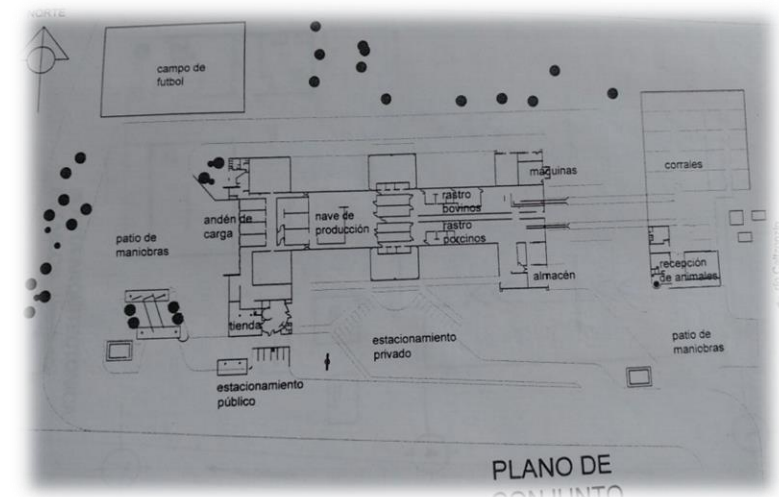 NORTE
campo de
futbol
maquinas
corrales
rastro
bovinos
andén de
carga
nave de
producción
rastro
porcinos
patio de
maniobras
recepción
de animales
almacén
tienda
estacionamiento
privado
patio de
maniobras
estacionamiento
público
PLANO DE
CONJUNTO